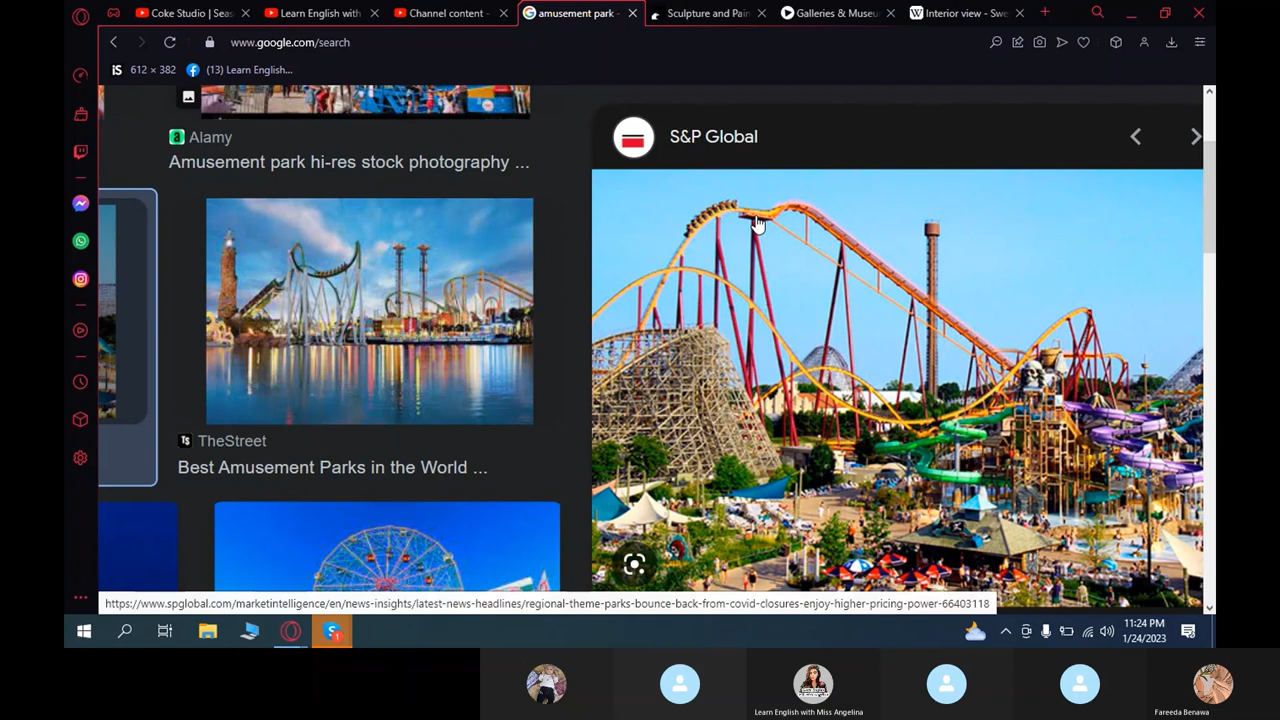 Coke Studio | Seas
Learn English with
Channel content -
amusement park -
Sculpture and Pain
Galleries & Museu
Interior view - Swe
www.google.com/search
iS 612 × 382
(13) Learn English...
a Alamy
Amusement park hi-res stock photography ...
S&P Global
Ts TheStreet
Best Amusement Parks in the World ...
https://www.spglobal.com/marketintelligence/en/news-insights/latest-news-headlines/regional-theme-parks-bounce-back-from-covid-closures-enjoy-higher-pricing-power-66403118
11:24 PM
1/24/2023
Learn English with Miss Angelina
Fareeda Benawa